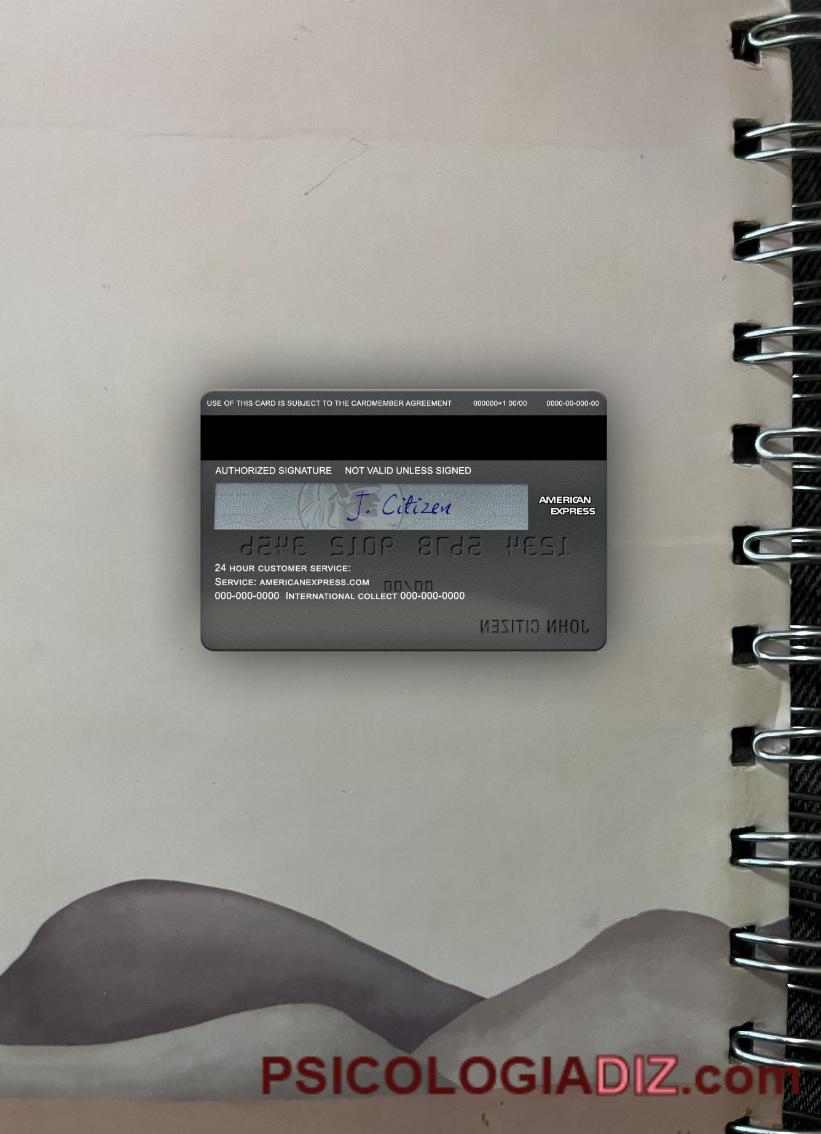 USE OF THIS CARD IS SUBJECT TO THE CARDMEMBER AGREEMENT 000000+1 00/00 0000-00-000-00
AUTHORIZED SIGNATURE NOT VALID UNLESS SIGNED
J. Citizen
AMERICAN
EXPRESS
1234 5678 9012 3456
24 HOUR CUSTOMER SERVICE:
00/00
SERVICE: AMERICANEXPRESS.COM
000-000-0000 INTERNATIONAL COLLECT 000-000-0000
JOHN CITIZEN
PSICOLOGIADIZ.com